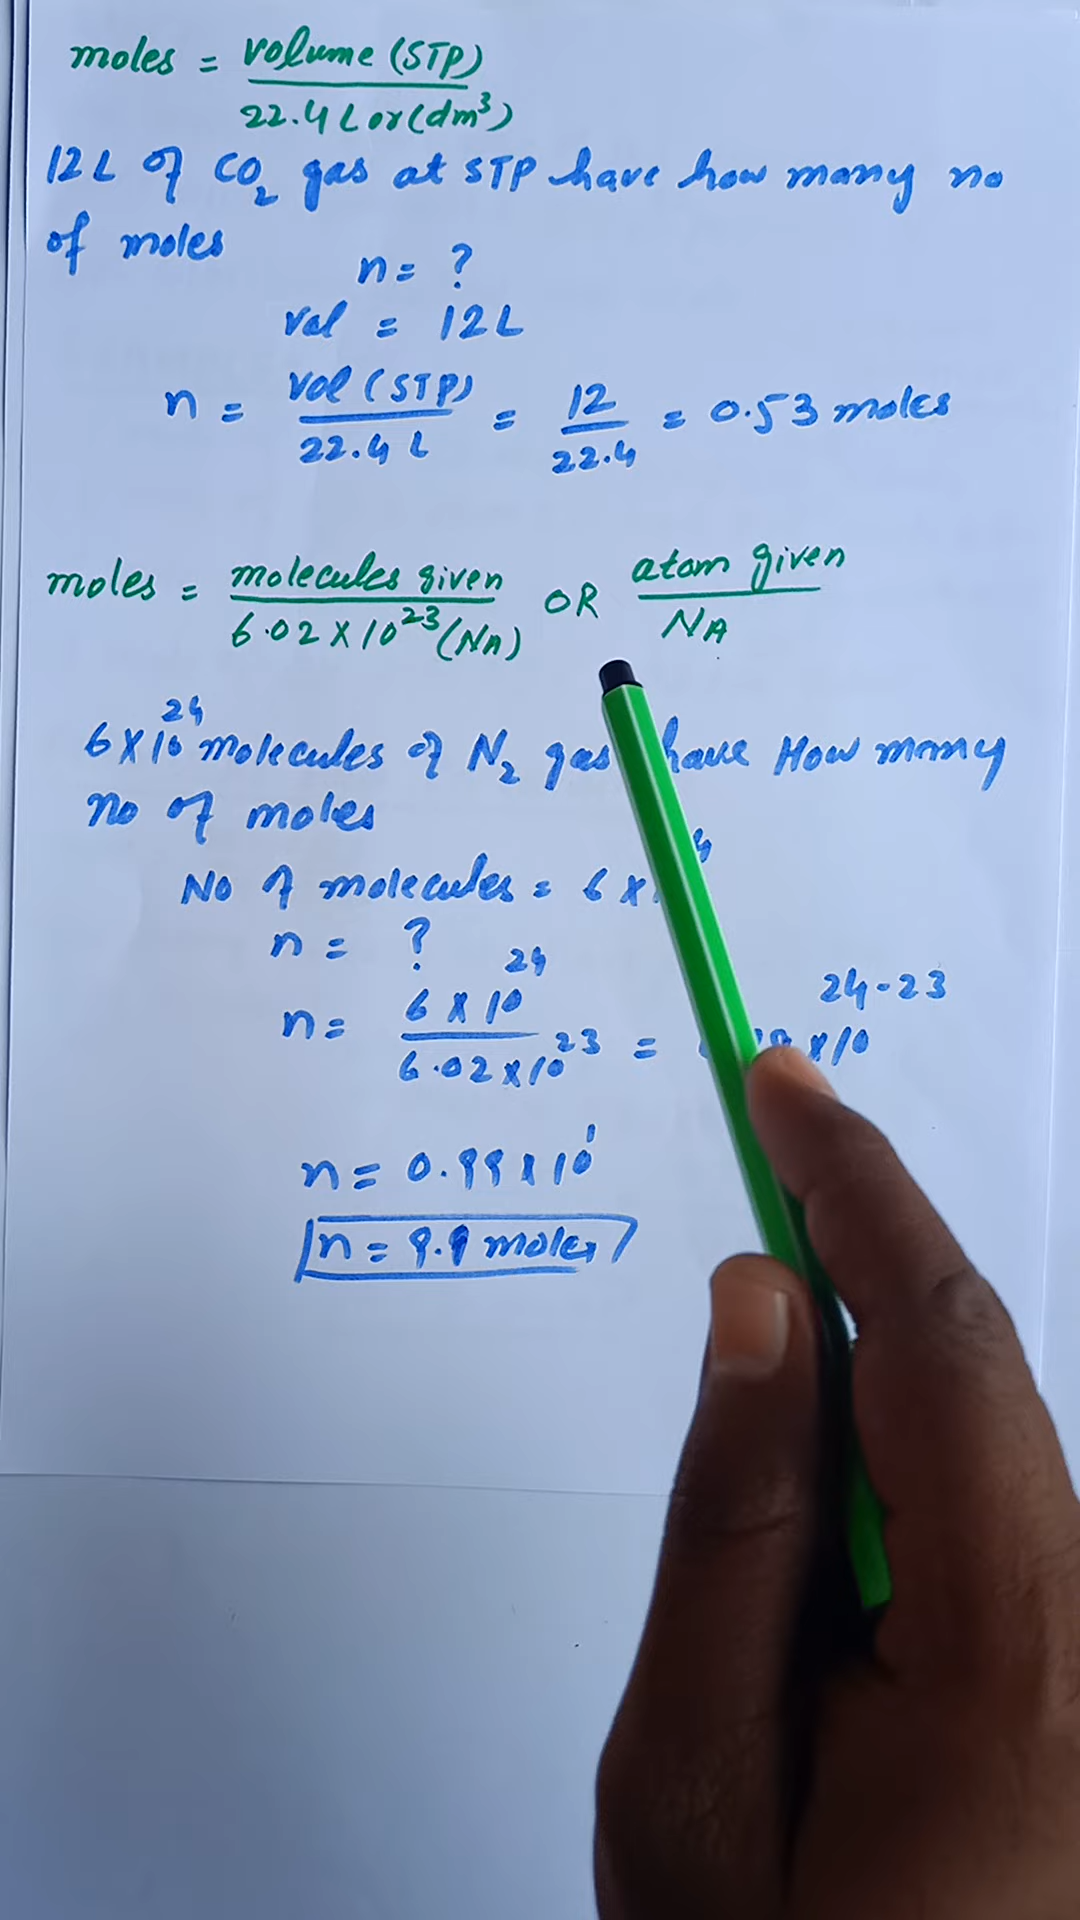 moles = volume (STP) / 22.4 L or (dm³)
12 L of CO₂ gas at STP have how many no
of moles
n = ?
Vol = 12 L
n = Vol (STP) / 22.4 L = 12 / 22.4 = 0.53 moles
moles = molecules given / 6.02 × 10²³ (NA) OR atom given / NA
6 × 10²⁴ molecules of N₂ gas have How many
no of moles
No of molecules = 6 ×
n = ?
n = 6 × 10²⁴ / 6.02 × 10²³ = × 10²⁴⁻²³
n = 0.99 × 10¹
n = 9.9 moles